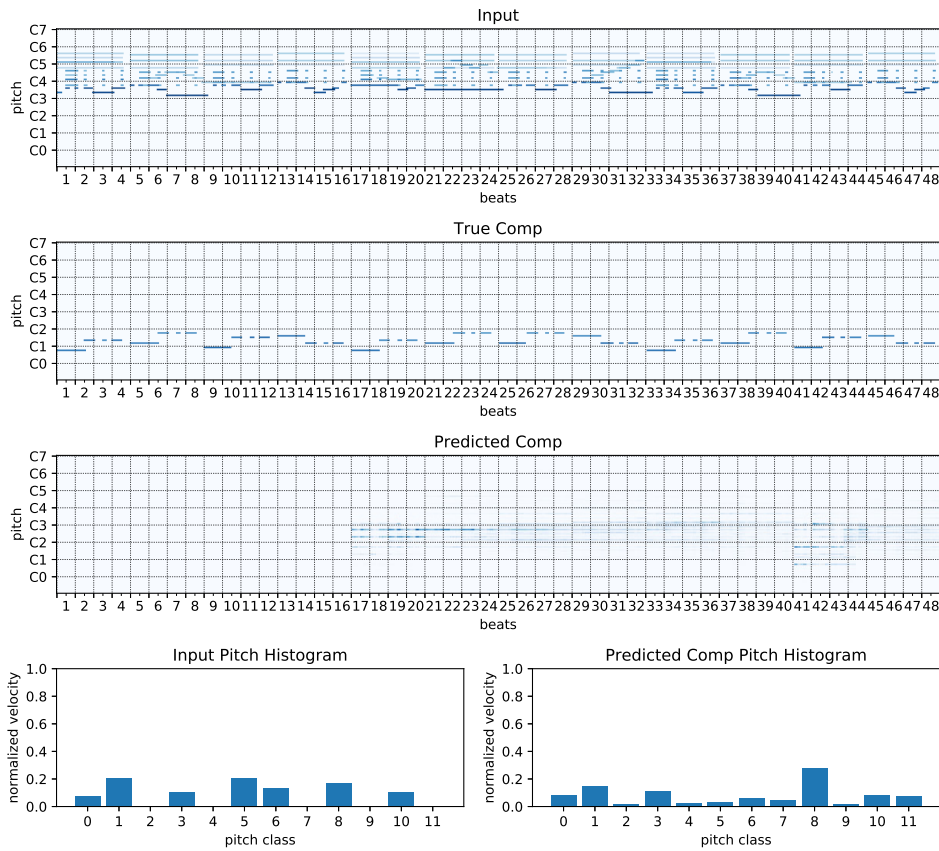 Input
C7
C6
C5
C4
C3
C2
C1
C0
pitch
1 2 3 4 5 6 7 8 9 10 11 12 13 14 15 16 17 18 19 20 21 22 23 24 25 26 27 28 29 30 31 32 33 34 35 36 37 38 39 40 41 42 43 44 45 46 47 48
beats
True Comp
C7
C6
C5
C4
C3
C2
C1
C0
pitch
1 2 3 4 5 6 7 8 9 10 11 12 13 14 15 16 17 18 19 20 21 22 23 24 25 26 27 28 29 30 31 32 33 34 35 36 37 38 39 40 41 42 43 44 45 46 47 48
beats
Predicted Comp
C7
C6
C5
C4
C3
C2
C1
C0
pitch
1 2 3 4 5 6 7 8 9 10 11 12 13 14 15 16 17 18 19 20 21 22 23 24 25 26 27 28 29 30 31 32 33 34 35 36 37 38 39 40 41 42 43 44 45 46 47 48
beats
Input Pitch Histogram
1.0
0.8
0.6
0.4
0.2
0.0
normalized velocity
0 1 2 3 4 5 6 7 8 9 10 11
pitch class
Predicted Comp Pitch Histogram
1.0
0.8
0.6
0.4
0.2
0.0
normalized velocity
0 1 2 3 4 5 6 7 8 9 10 11
pitch class